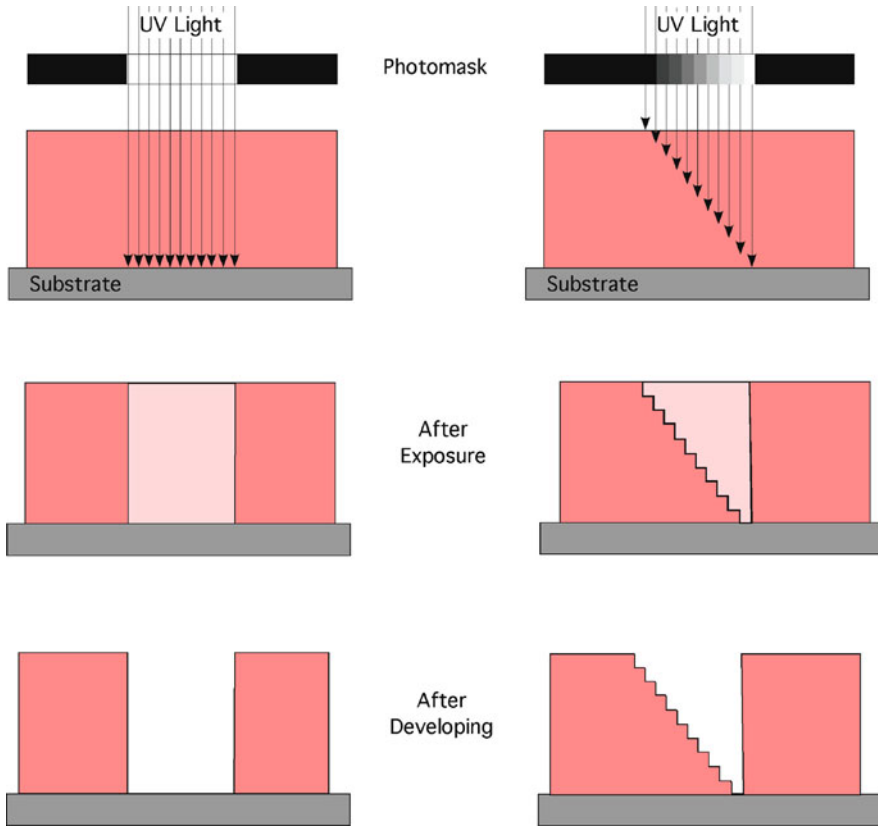 UV Light
UV Light
Photomask
Substrate
Substrate
After
Exposure
After
Developing